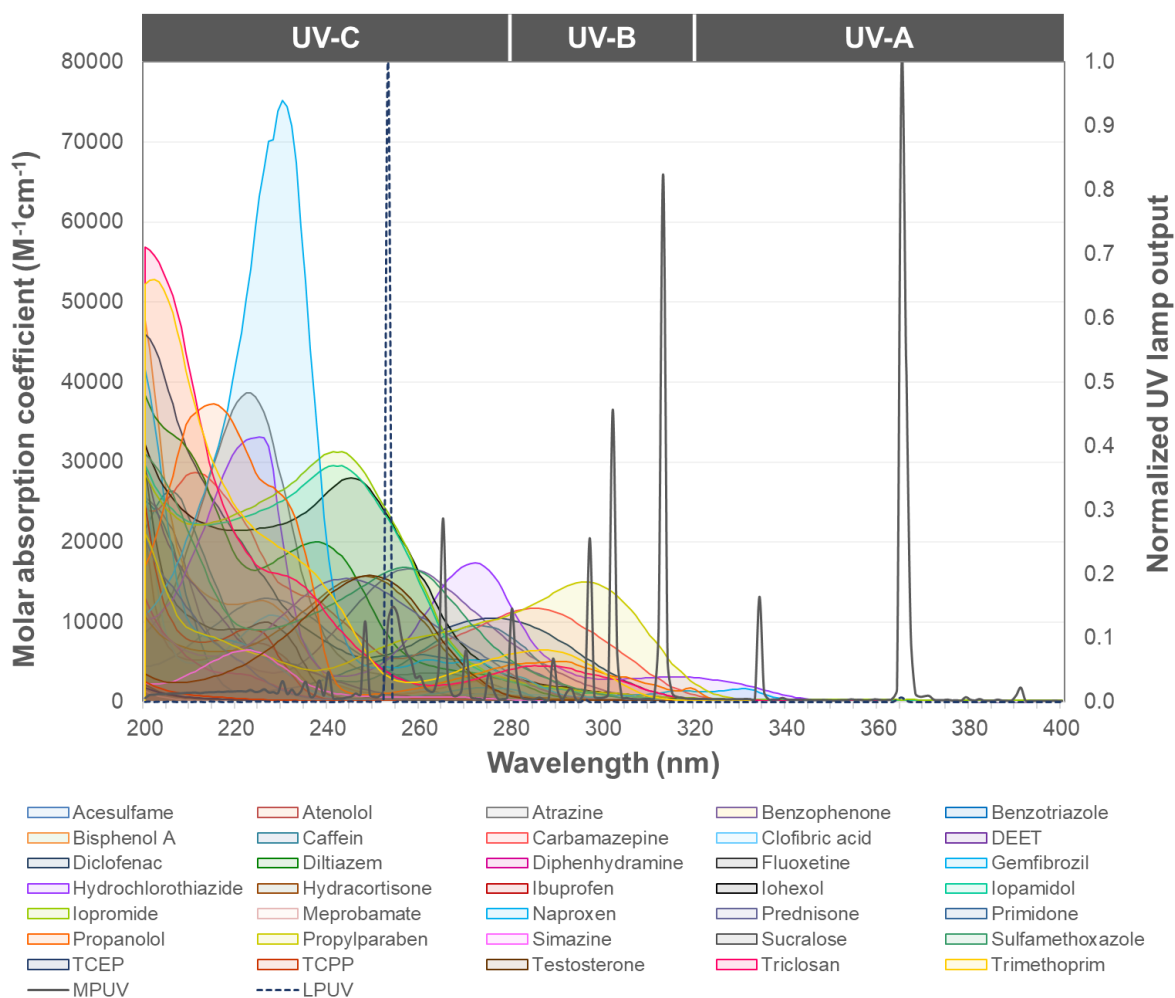 UV-C UV-B UV-A
80000
70000
60000
50000
40000
30000
20000
10000
0
Molar absorption coefficient (M⁻¹cm⁻¹)
1.0
0.9
0.8
0.7
0.6
0.5
0.4
0.3
0.2
0.1
0.0
Normalized UV lamp output
200 220 240 260 280 300 320 340 360 380 400
Wavelength (nm)
Acesulfame Atenolol Atrazine Benzophenone Benzotriazole
Bisphenol A Caffein Carbamazepine Clofibric acid DEET
Diclofenac Diltiazem Diphenhydramine Fluoxetine Gemfibrozil
Hydrochlorothiazide Hydracortisone Ibuprofen Iohexol Iopamidol
Iopromide Meprobamate Naproxen Prednisone Primidone
Propanolol Propylparaben Simazine Sucralose Sulfamethoxazole
TCEP TCPP Testosterone Triclosan Trimethoprim
MPUV LPUV